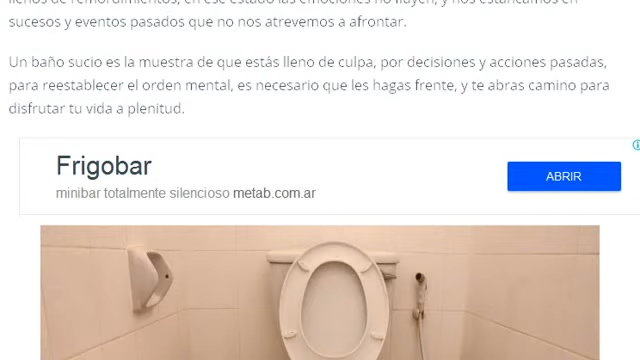 llenos de remordimientos, en ese estado las emociones no fluyen, y nos estancamos en
sucesos y eventos pasados que no nos atrevemos a afrontar.
Un baño sucio es la muestra de que estás lleno de culpa, por decisiones y acciones pasadas,
para reestablecer el orden mental, es necesario que les hagas frente, y te abras camino para
disfrutar tu vida a plenitud.
Frigobar
minibar totalmente silencioso metab.com.ar
ABRIR